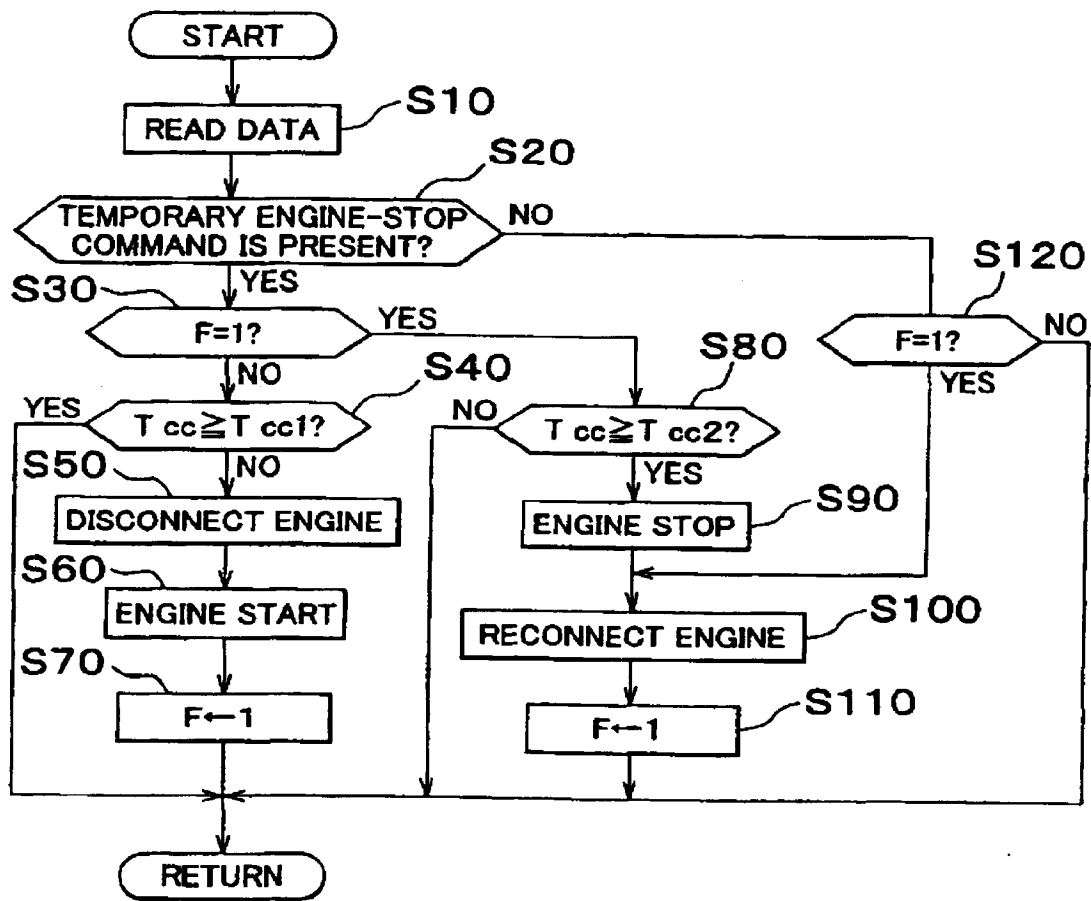 START
S10
READ DATA
S20
TEMPORARY ENGINE-STOP
COMMAND IS PRESENT?
NO
YES
S30
F=1?
YES
NO
S120
F=1?
NO
YES
S40
YES
T cc≧T cc1?
NO
S80
NO
T cc≧T cc2?
YES
S50
DISCONNECT ENGINE
S90
ENGINE STOP
S60
ENGINE START
S100
RECONNECT ENGINE
S70
F←1
S110
F←1
RETURN